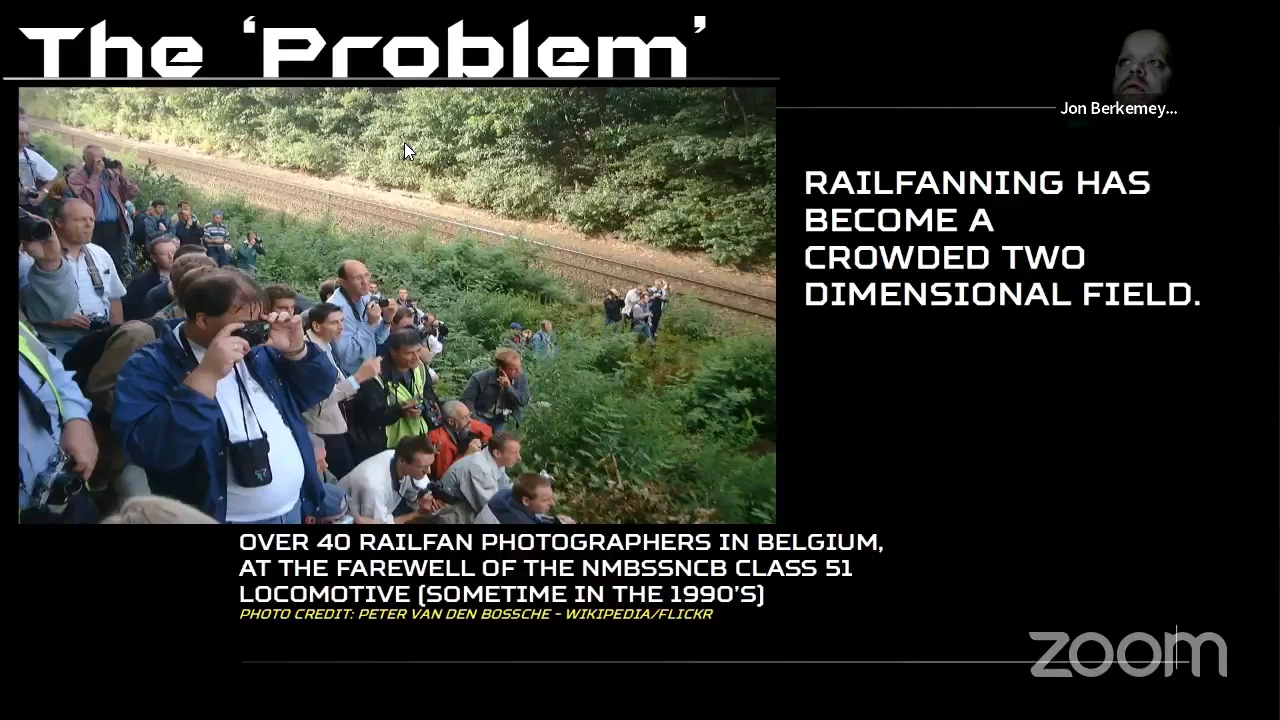 The ‘Problem’
Jon Berkemey...
RAILFANNING HAS
BECOME A
CROWDED TWO
DIMENSIONAL FIELD.
OVER 40 RAILFAN PHOTOGRAPHERS IN BELGIUM,
AT THE FAREWELL OF THE NMBSSNCB CLASS 51
LOCOMOTIVE (SOMETIME IN THE 1990’S)
PHOTO CREDIT: PETER VAN DEN BOSSCHE - WIKIPEDIA/FLICKR
zoom